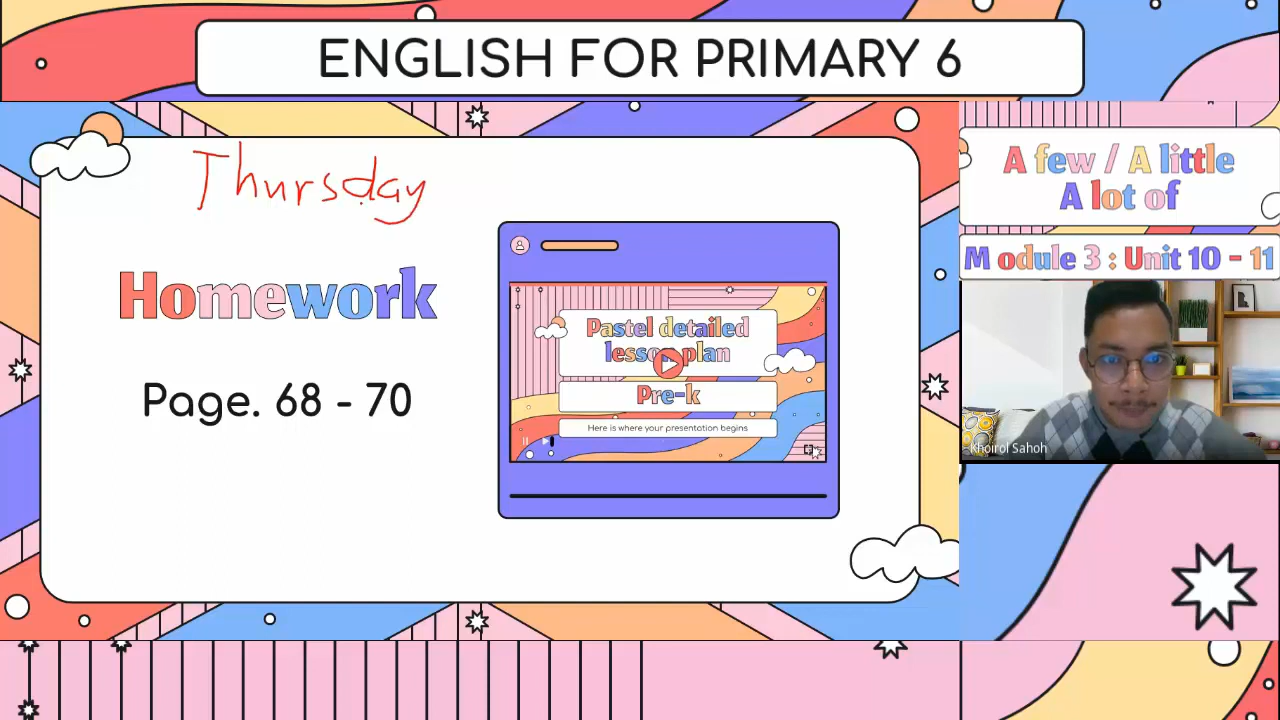 ENGLISH FOR PRIMARY 6
Thursday
Homework
Page. 68 - 70
Pastel detailed
lesson plan
Pre-k
Here is where your presentation begins
A few / A little
A lot of
Module 3 : Unit 10 - 11
Khoirol Sahoh